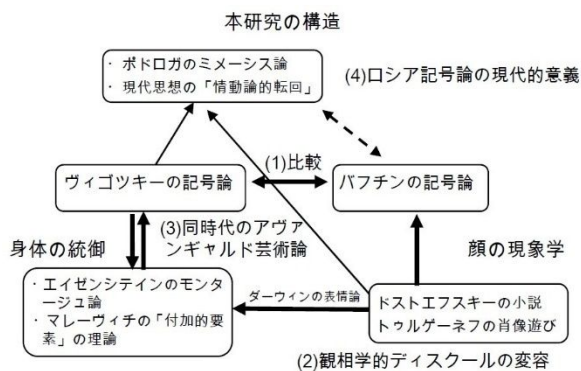 本研究の構造
・ポドロガのミメーシス論
・現代思想の「情動論的転回」
(4)ロシア記号論の現代的意義
(1)比較
ヴィゴツキーの記号論
バフチンの記号論
(3)同時代のアヴァ
ンギャルド芸術論
身体の統御
顔の現象学
・エイゼンシテインのモンタ
ージュ論
・マレーヴィチの「付加的要
素」の理論
ダーウィンの表情論
ドストエフスキーの小説
トゥルゲーネフの肖像遊び
(2)観相学的ディスクールの変容